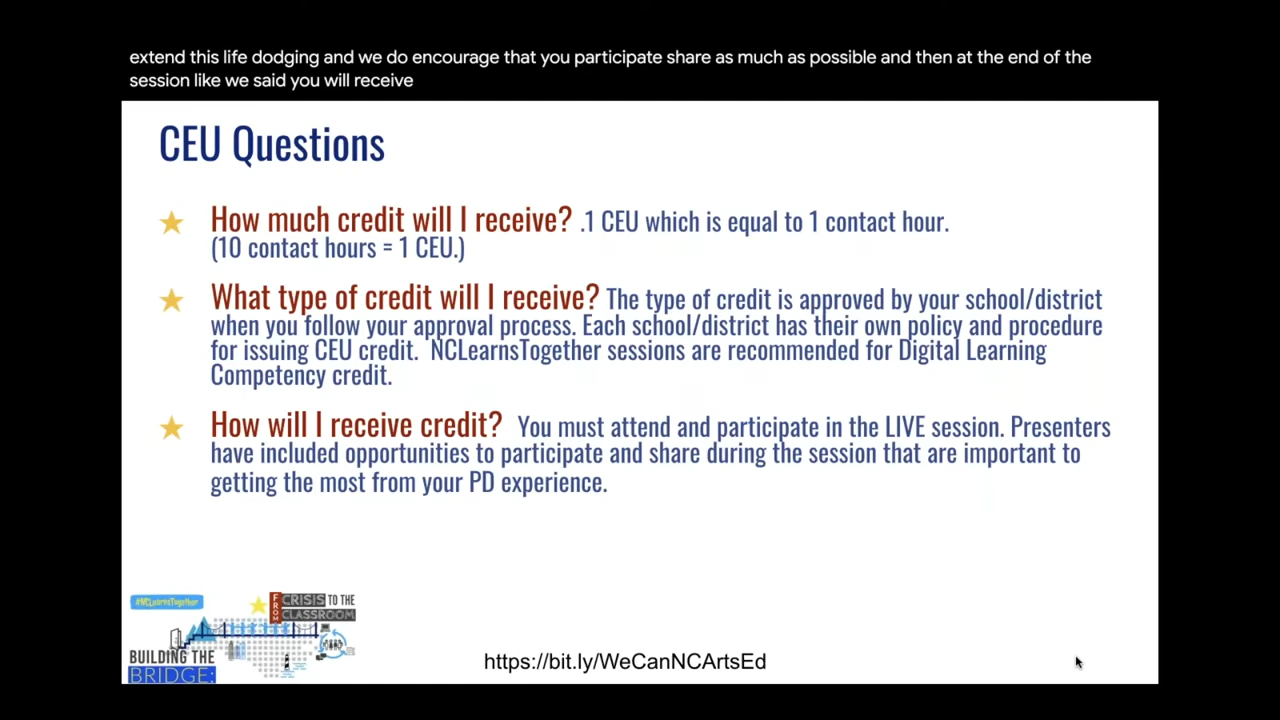 extend this life dodging and we do encourage that you participate share as much as possible and then at the end of the
session like we said you will receive
CEU Questions
How much credit will I receive? .1 CEU which is equal to 1 contact hour.
(10 contact hours = 1 CEU.)
What type of credit will I receive? The type of credit is approved by your school/district
when you follow your approval process. Each school/district has their own policy and procedure
for issuing CEU credit. NCLearnsTogether sessions are recommended for Digital Learning
Competency credit.
How will I receive credit? You must attend and participate in the LIVE session. Presenters
have included opportunities to participate and share during the session that are important to
getting the most from your PD experience.
#NCLearnsTogether
FROM CRISIS TO THE
CLASSROOM
BUILDING THE
BRIDGE:
https://bit.ly/WeCanNCArtsEd